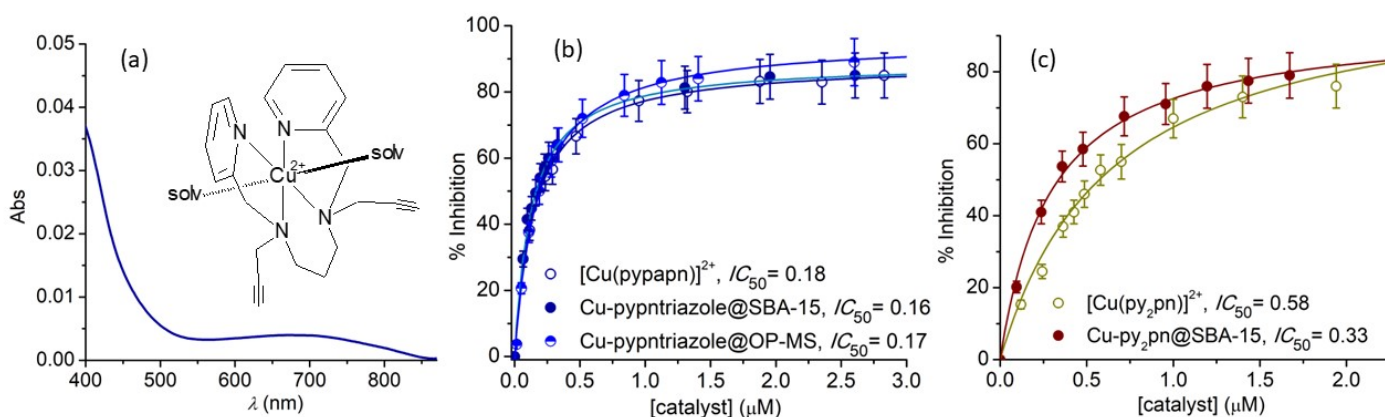 (a)
Abs
0.05
0.04
0.03
0.02
0.01
0.00
400
500
600
700
800
λ (nm)
N
N
solv
Cu2+
solv
N
N
(b)
% Inhibition
100
80
60
40
20
0
0.0
0.5
1.0
1.5
2.0
2.5
3.0
[catalyst] (μM)
[Cu(pypapn)]2+, IC50= 0.18
Cu-pypntriazole@SBA-15, IC50= 0.16
Cu-pypntriazole@OP-MS, IC50= 0.17
(c)
% Inhibition
80
60
40
20
0
0.0
0.5
1.0
1.5
2.0
[catalyst] (μM)
[Cu(py2pn)]2+, IC50= 0.58
Cu-py2pn@SBA-15, IC50= 0.33